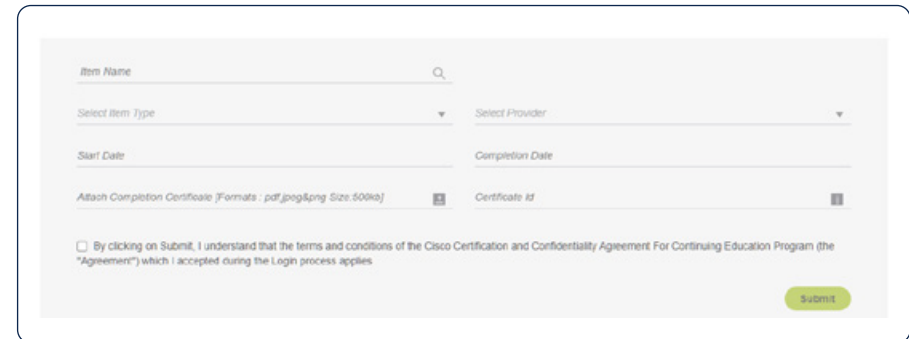 Item Name
Select Item Type
Select Provider
Start Date
Completion Date
Attach Completion Certificate [Formats : pdf,jpeg&png Size:500kb]
Certificate Id
By clicking on Submit, I understand that the terms and conditions of the Cisco Certification and Confidentiality Agreement For Continuing Education Program (the
"Agreement") which I accepted during the Login process applies
Submit